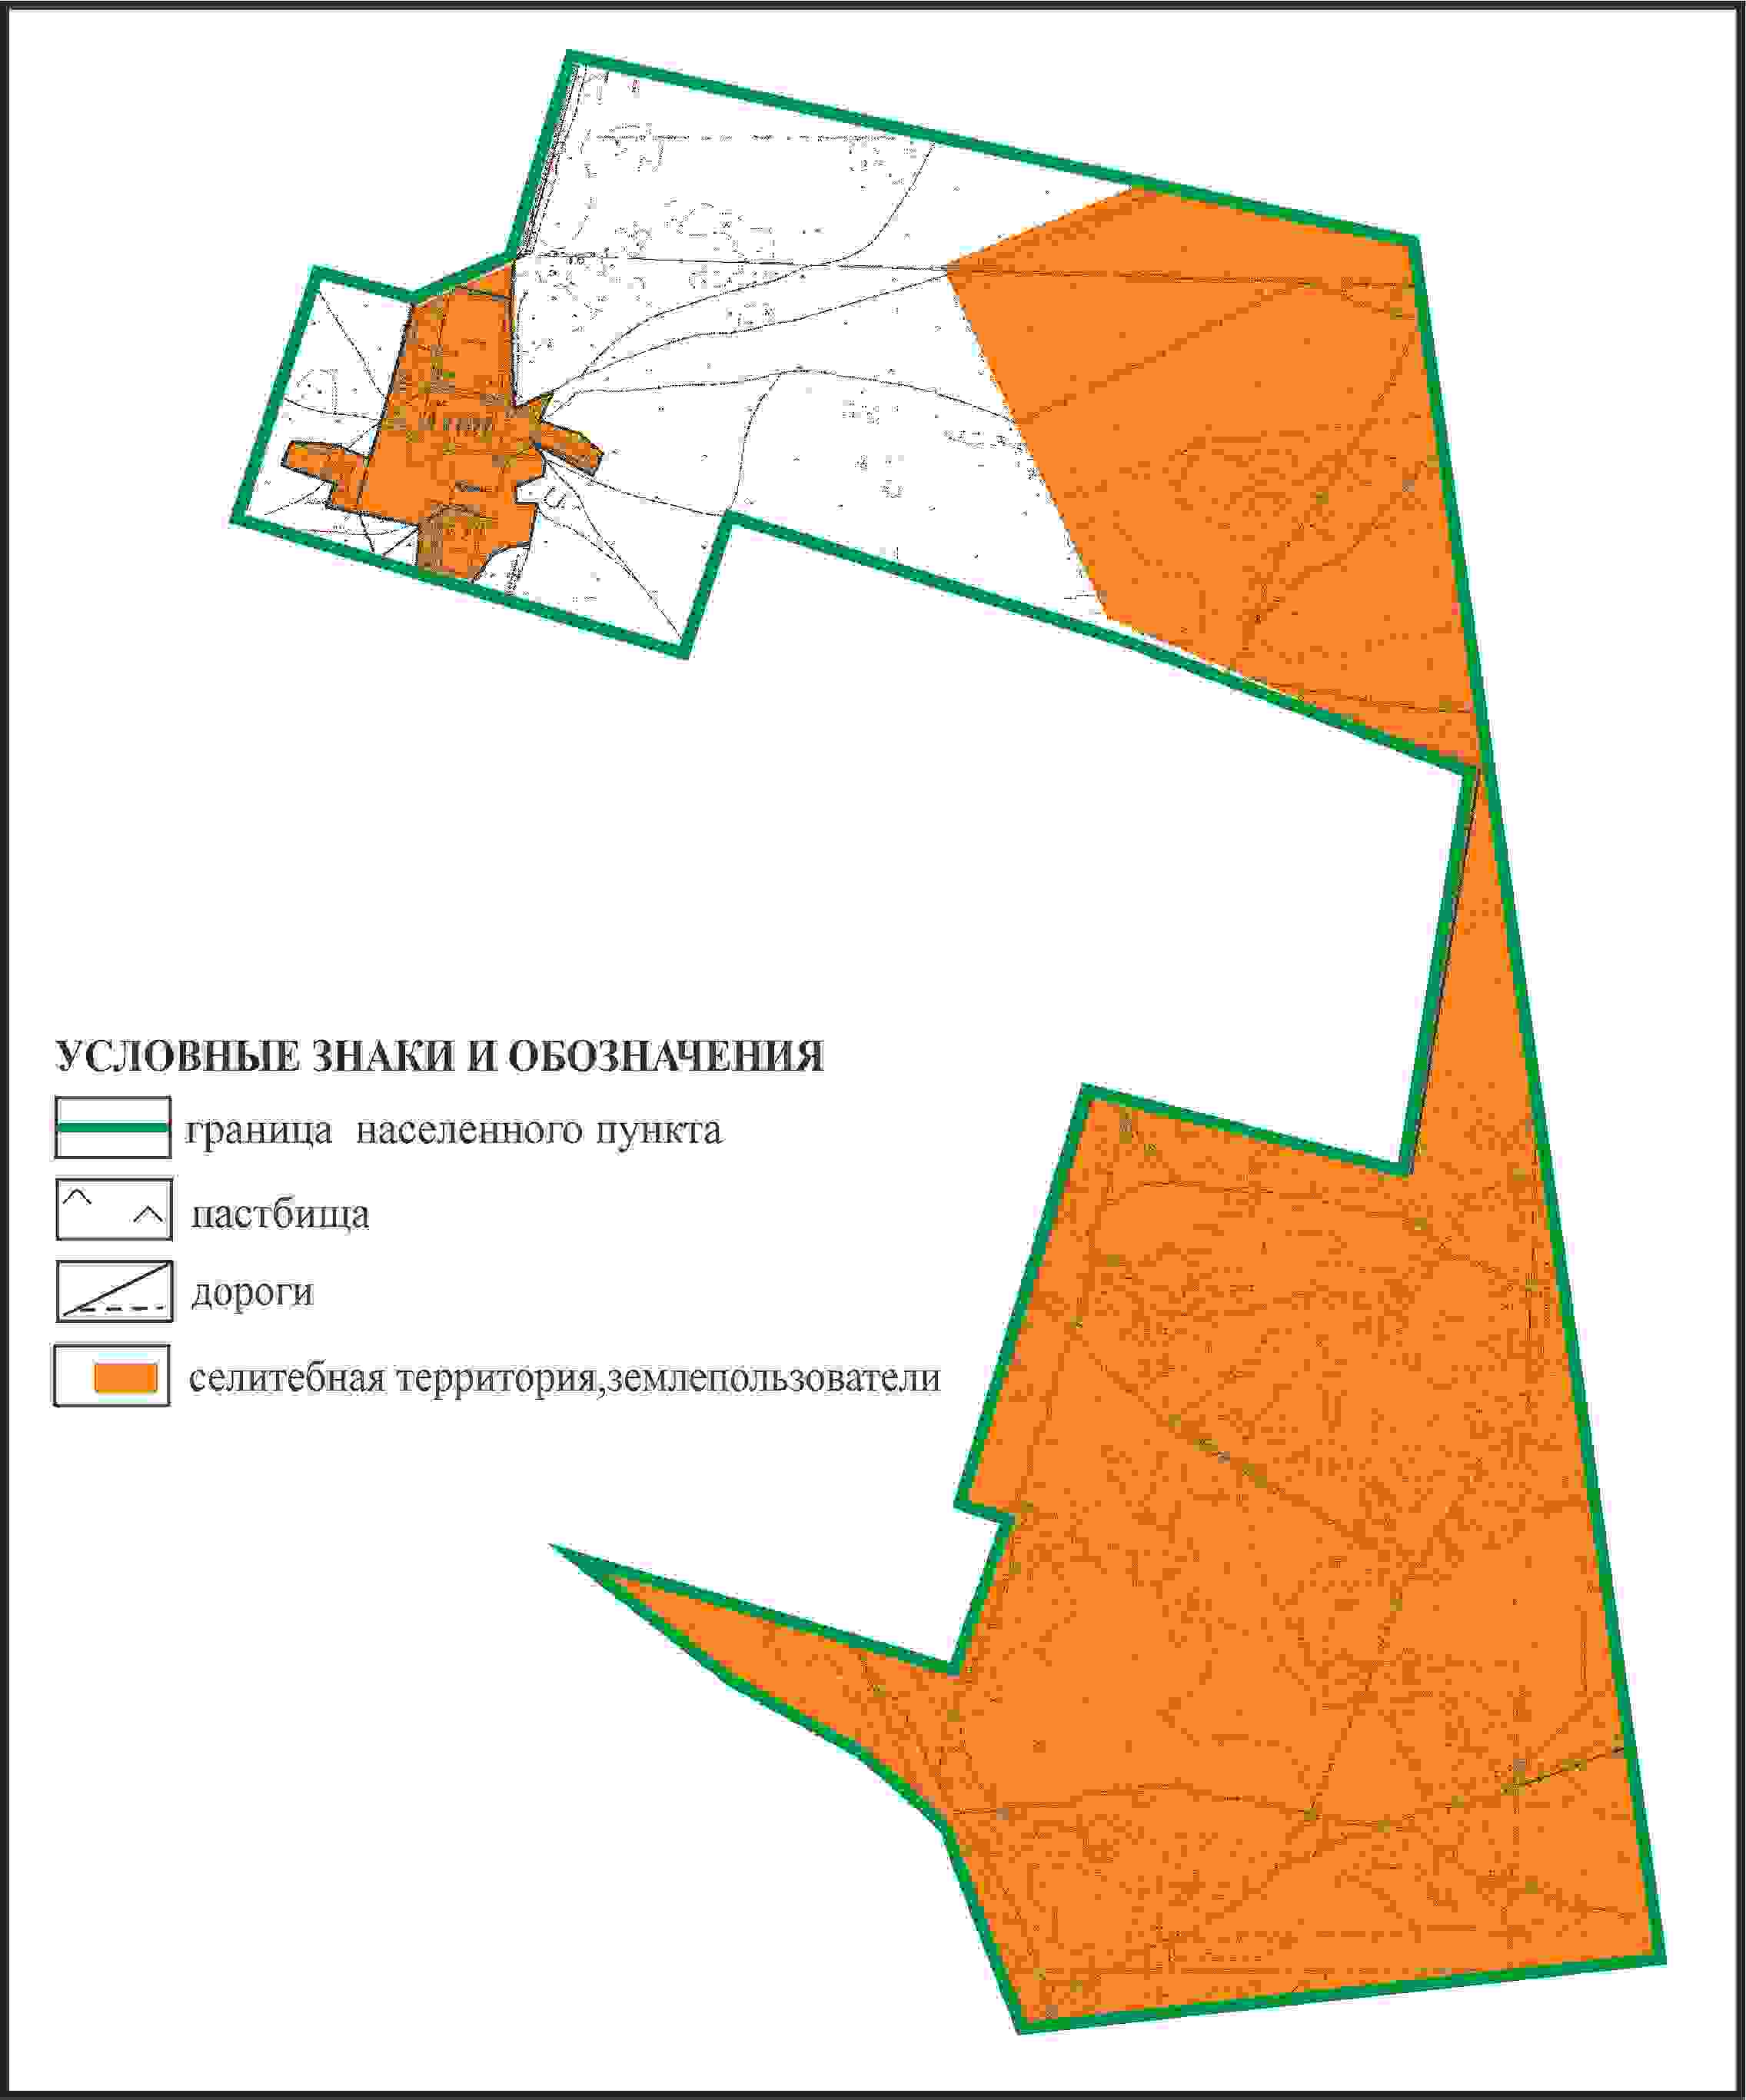 УСЛОВНЫЕ ЗНАКИ И ОБОЗНАЧЕНИЯ
граница населенного пункта
пастбища
дороги
селитебная территория,землепользователи